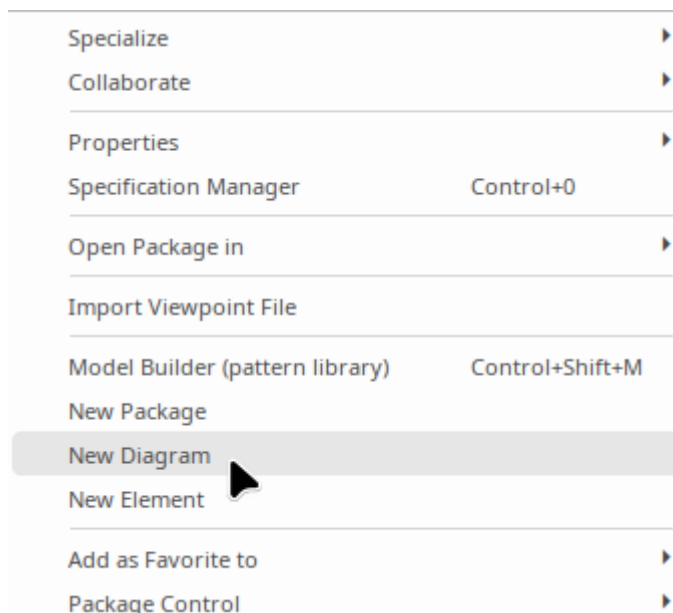 Specialize
Collaborate
Properties
Specification Manager Control+0
Open Package in
Import Viewpoint File
Model Builder (pattern library) Control+Shift+M
New Package
New Diagram
New Element
Add as Favorite to
Package Control